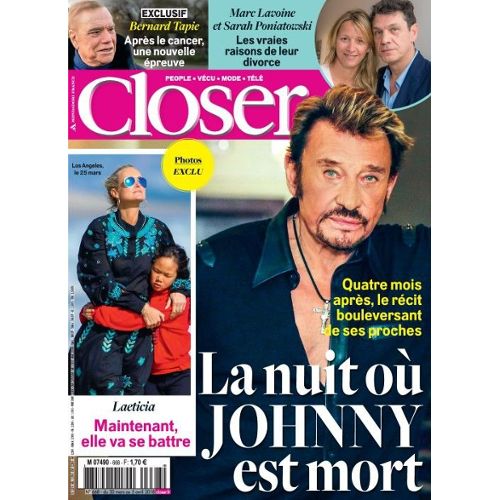 EXCLUSIF
Bernard Tapie
Après le cancer,
une nouvelle
épreuve
Marc Lavoine
et Sarah Poniatowski
Les vraies
raisons de leur
divorce
PEOPLE • VÉCU • MODE • TÉLÉ
Closer
Photos
EXCLU
Los Angeles,
le 25 mars
Quatre mois
après, le récit
bouleversant
de ses proches
La nuit où
JOHNNY
est mort
Laeticia
Maintenant,
elle va se battre
M 07490 - 668 - F: 1,70 €